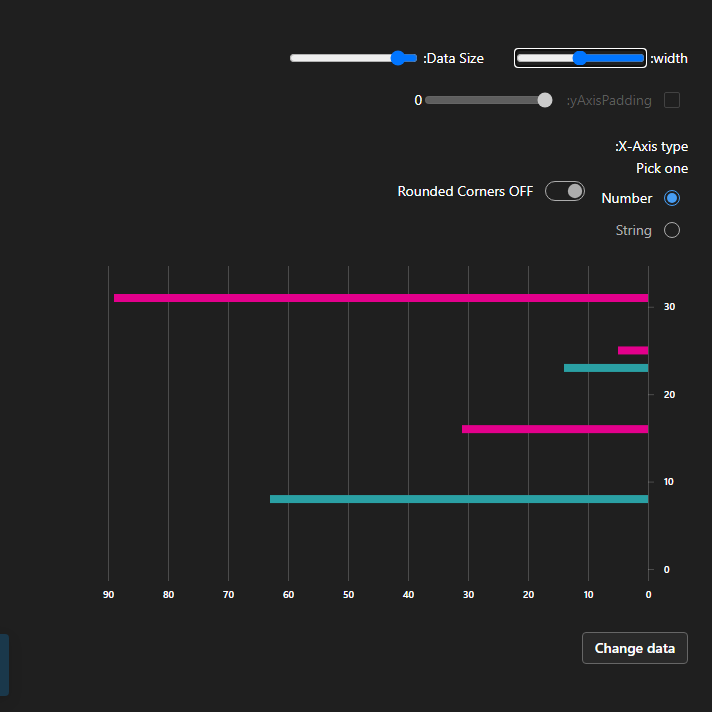 :width
:Data Size
:yAxisPadding
0
:X-Axis type
Pick one
Number
Rounded Corners OFF
String
30
20
10
0
90 80 70 60 50 40 30 20 10 0
Change data